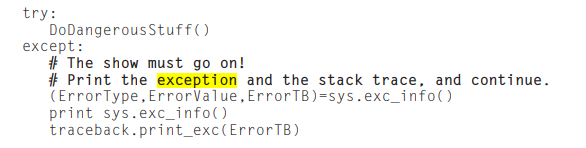 try:
    DoDangerousStuff()
except:
    # The show must go on!
    # Print the exception and the stack trace, and continue.
    (ErrorType,ErrorValue,ErrorTB)=sys.exc_info()
    print sys.exc_info()
    traceback.print_exc(ErrorTB)